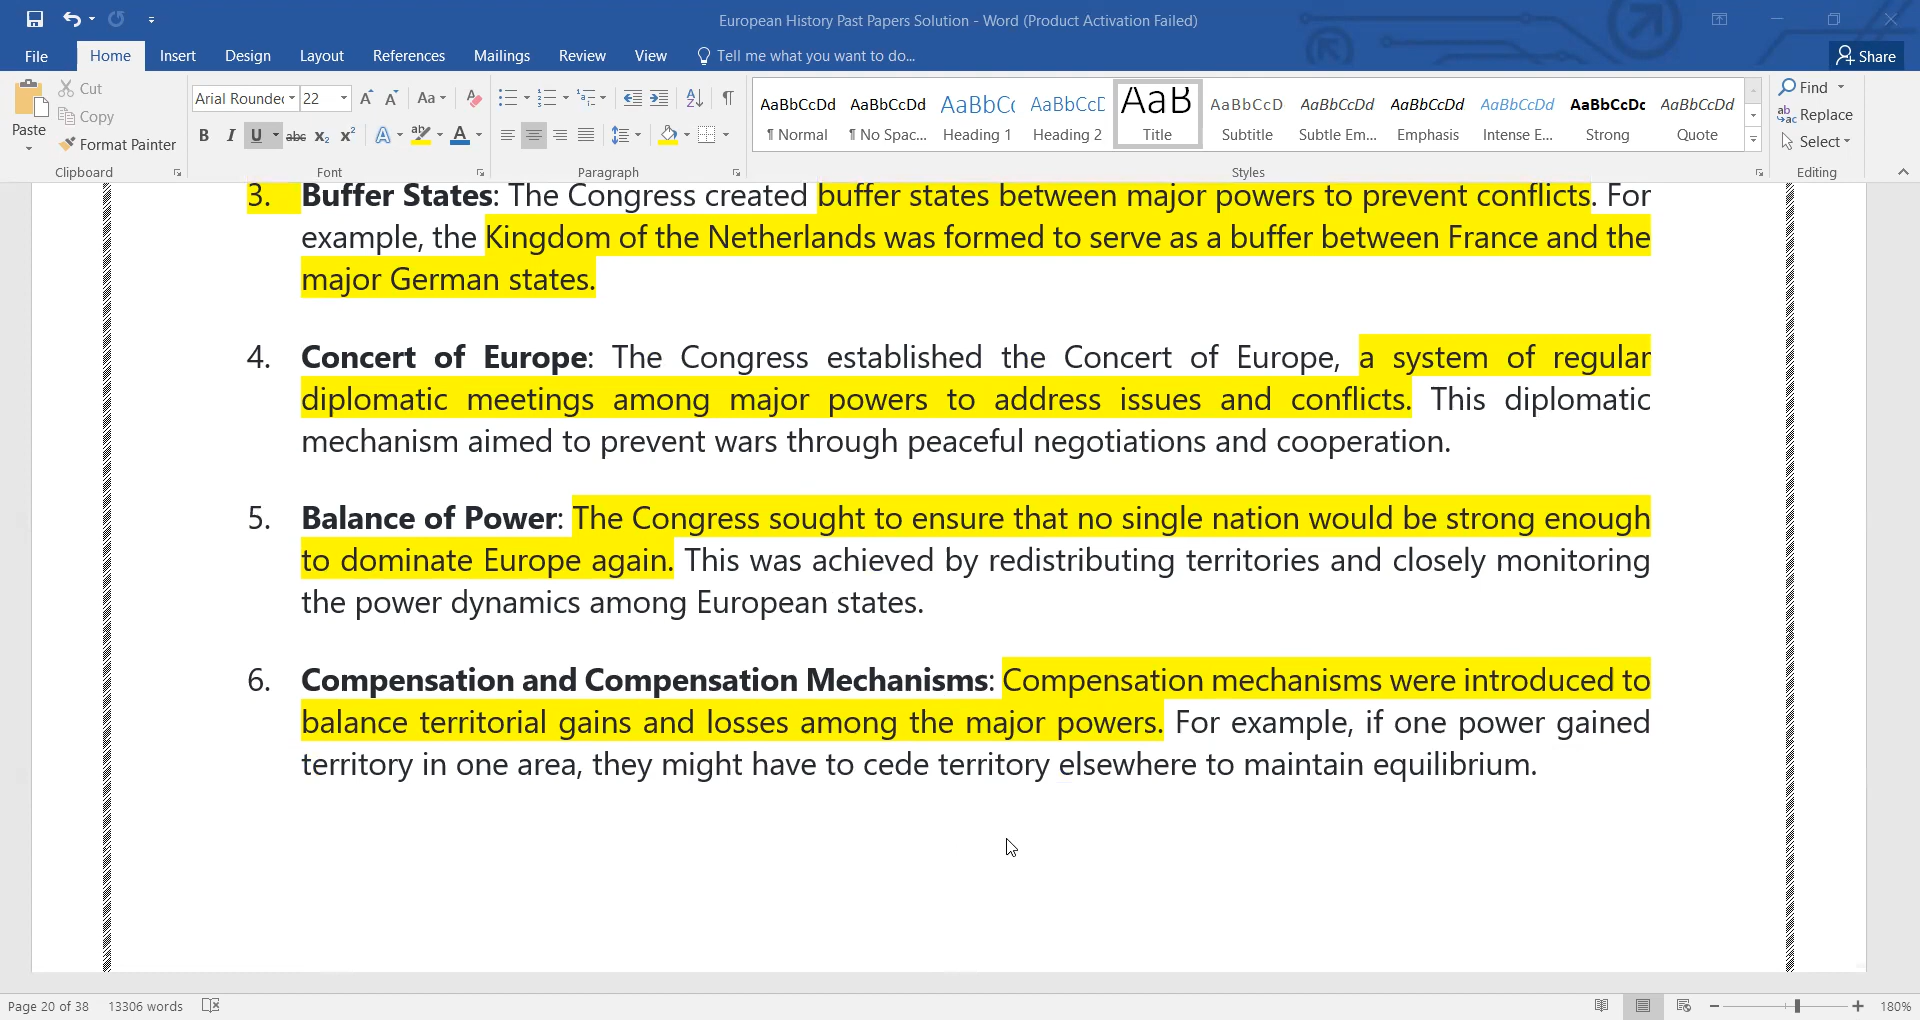 European History Past Papers Solution - Word (Product Activation Failed)
File Home Insert Design Layout References Mailings Review View Tell me what you want to do... Share
Paste Cut Copy Format Painter
Clipboard
Arial Rounde 22 Aa
B I U abc X2 X2 A ab A
Font
Paragraph
AaBbCcDd AaBbCcDd AaBbC AaBbCcD AaB AaBbCcD AaBbCcDd AaBbCcDd AaBbCcDd AaBbCcDc AaBbCcDd
¶ Normal ¶ No Spac... Heading 1 Heading 2 Title Subtitle Subtle Em... Emphasis Intense E... Strong Quote
Styles
Find
Replace
Select
Editing
3. Buffer States: The Congress created buffer states between major powers to prevent conflicts. For
example, the Kingdom of the Netherlands was formed to serve as a buffer between France and the
major German states.
4. Concert of Europe: The Congress established the Concert of Europe, a system of regular
diplomatic meetings among major powers to address issues and conflicts. This diplomatic
mechanism aimed to prevent wars through peaceful negotiations and cooperation.
5. Balance of Power: The Congress sought to ensure that no single nation would be strong enough
to dominate Europe again. This was achieved by redistributing territories and closely monitoring
the power dynamics among European states.
6. Compensation and Compensation Mechanisms: Compensation mechanisms were introduced to
balance territorial gains and losses among the major powers. For example, if one power gained
territory in one area, they might have to cede territory elsewhere to maintain equilibrium.
Page 20 of 38 13306 words 180%